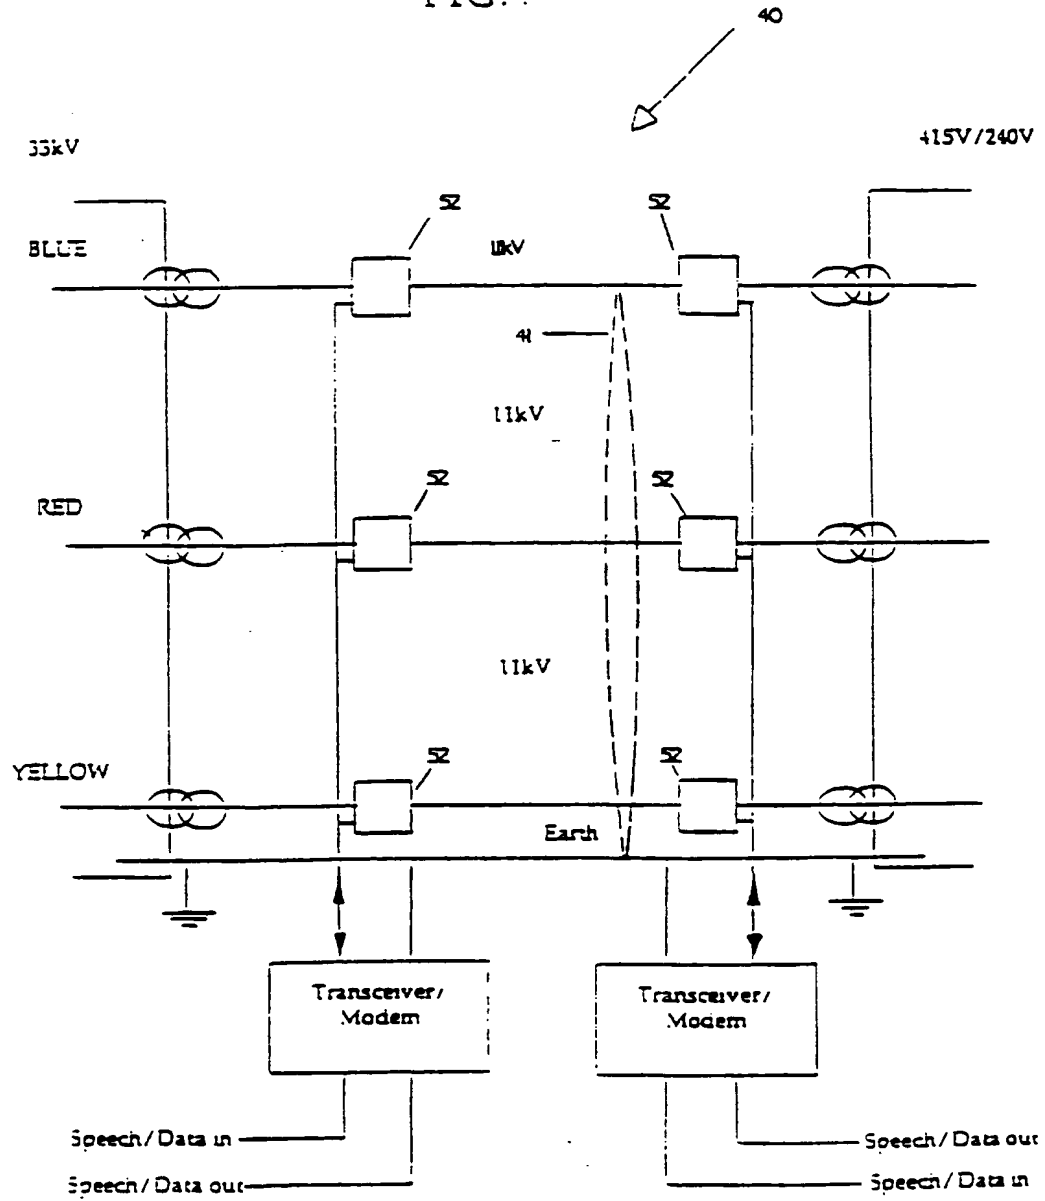 FIG.
40
33kV
415V/240V
52
52
BLUE
11kV
41
11kV
RED
52
52
11kV
YELLOW
52
52
Earth
Transceiver/
Modem
Transceiver/
Modem
Speech/Data in
Speech/Data out
Speech/Data out
Speech/Data in